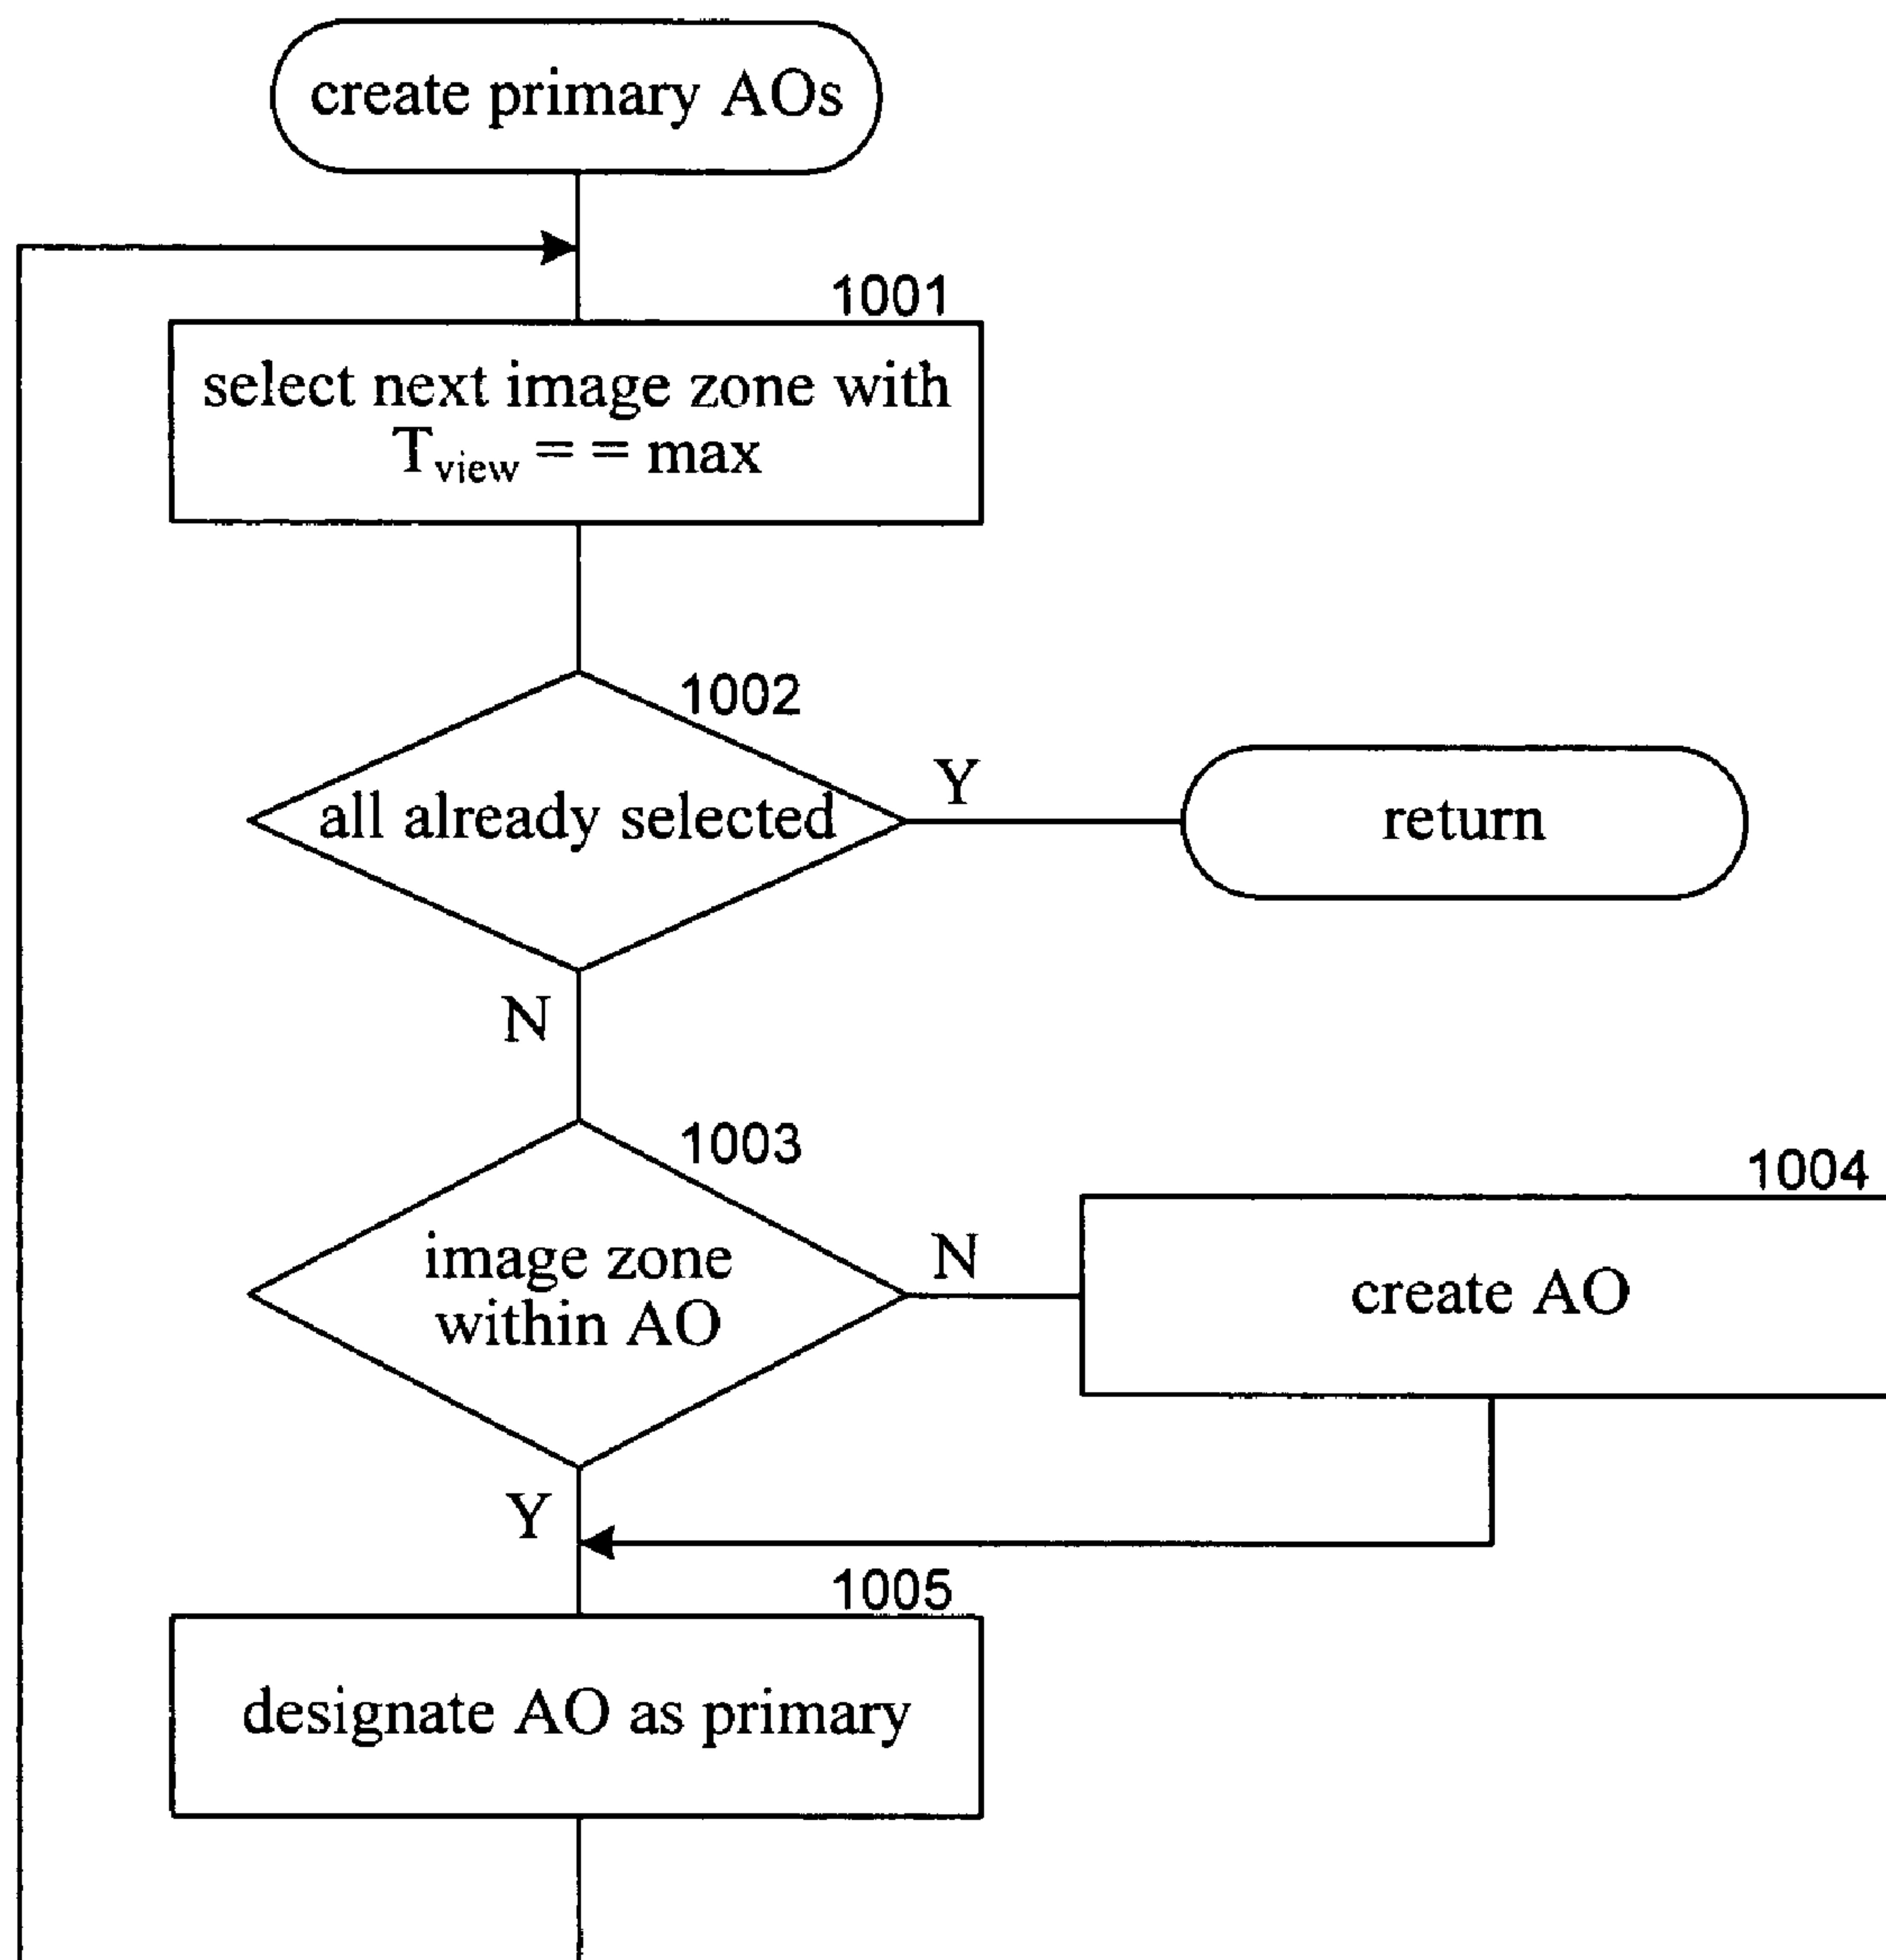 create primary AOs
1001
select next image zone with
T_view = = max
1002
all already selected
Y
return
N
1003
image zone
within AO
N
1004
create AO
Y
1005
designate AO as primary